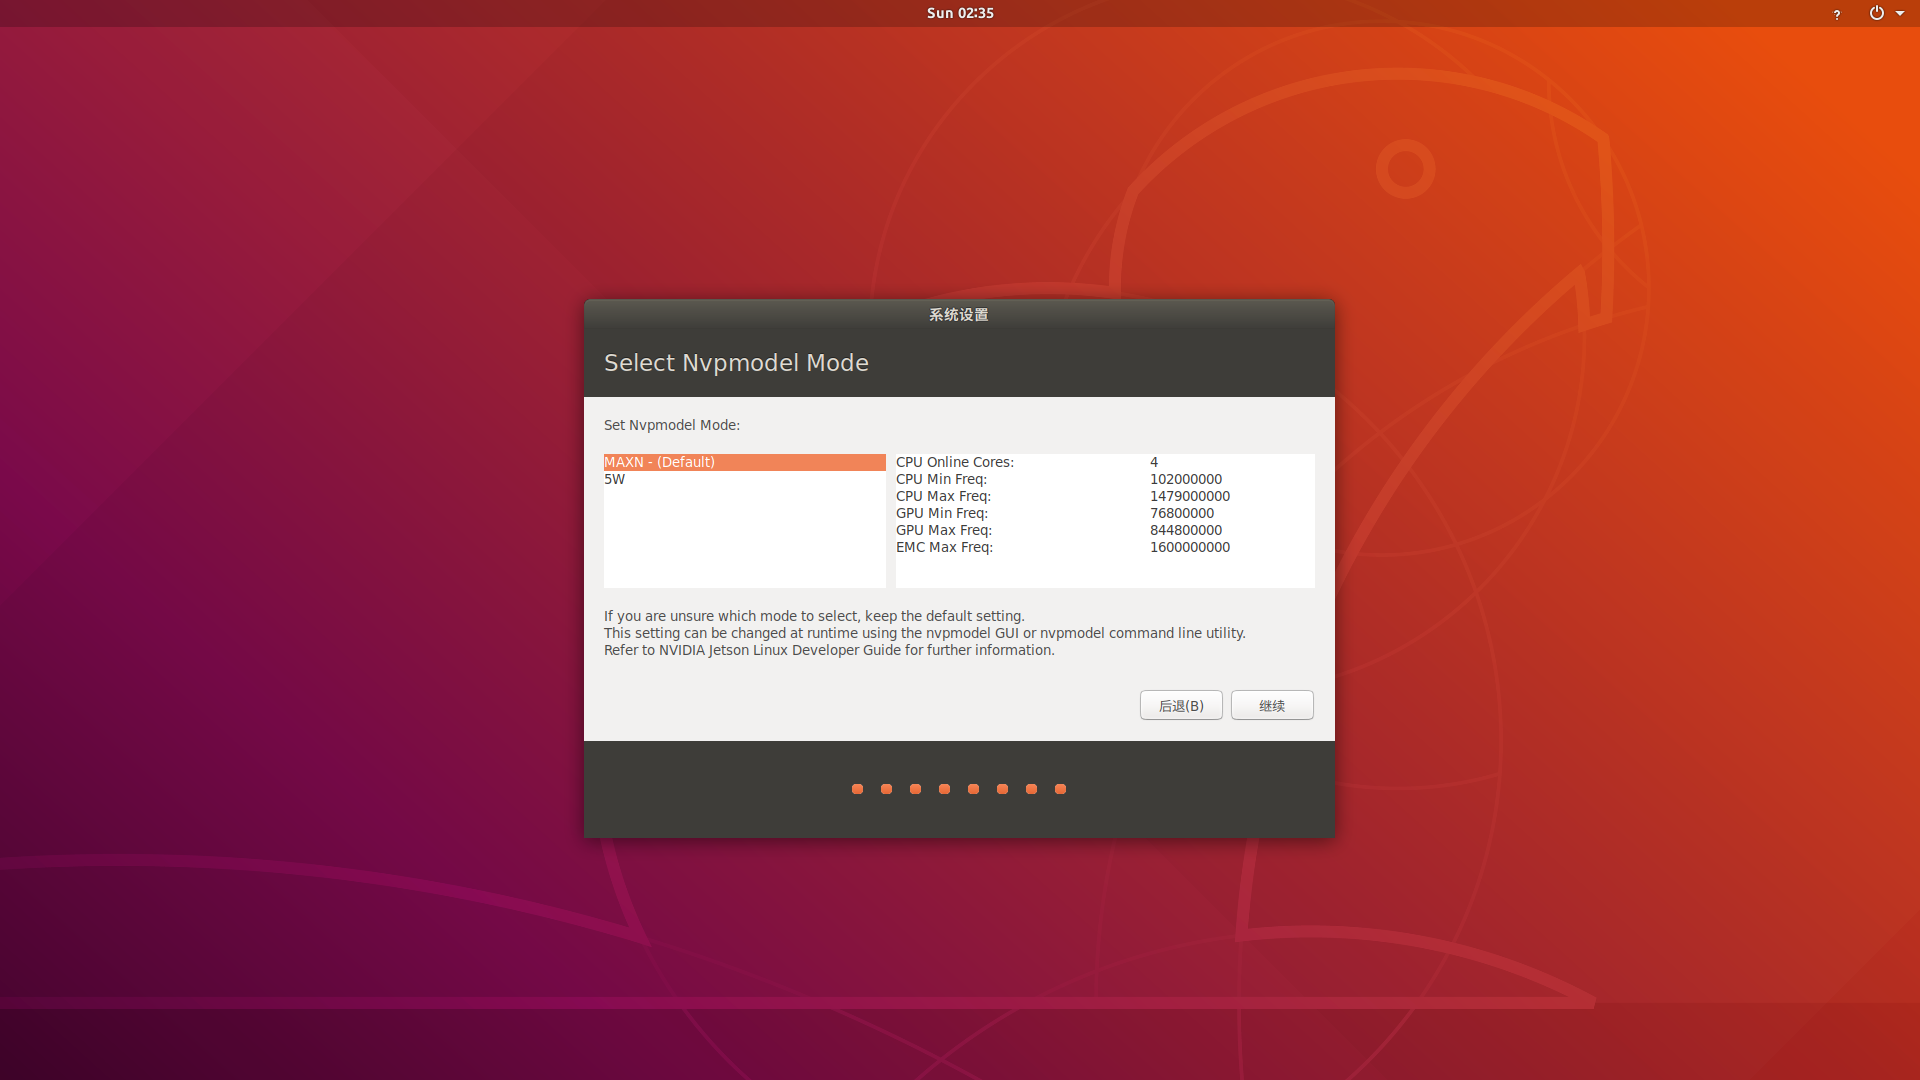 Sun 02:35
?
系统设置
Select Nvpmodel Mode
Set Nvpmodel Mode:
MAXN - (Default)
5W
CPU Online Cores: 4
CPU Min Freq: 102000000
CPU Max Freq: 1479000000
GPU Min Freq: 76800000
GPU Max Freq: 844800000
EMC Max Freq: 1600000000
If you are unsure which mode to select, keep the default setting.
This setting can be changed at runtime using the nvpmodel GUI or nvpmodel command line utility.
Refer to NVIDIA Jetson Linux Developer Guide for further information.
后退(B) 继续